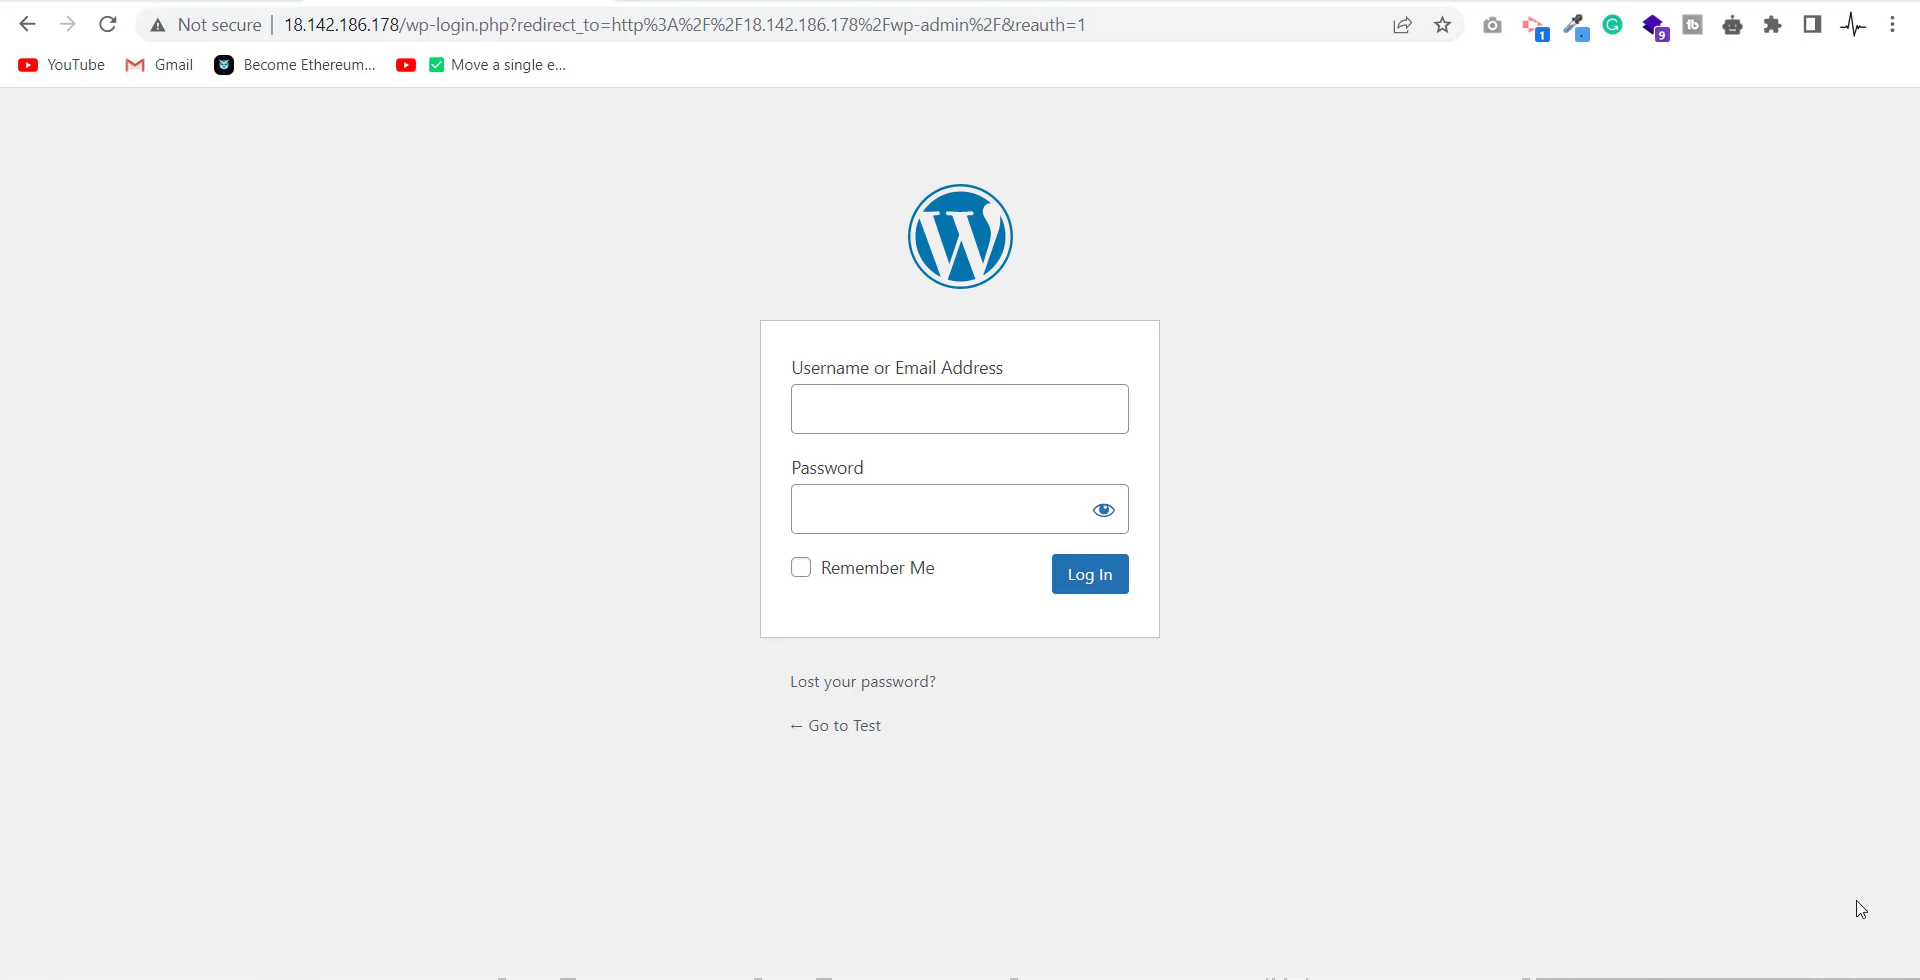 Not secure | 18.142.186.178/wp-login.php?redirect_to=http%3A%2F%2F18.142.186.178%2Fwp-admin%2F&reauth=1
1
9
YouTube Gmail Become Ethereum... Move a single e...
Username or Email Address
Password
Remember Me Log In
Lost your password?
← Go to Test